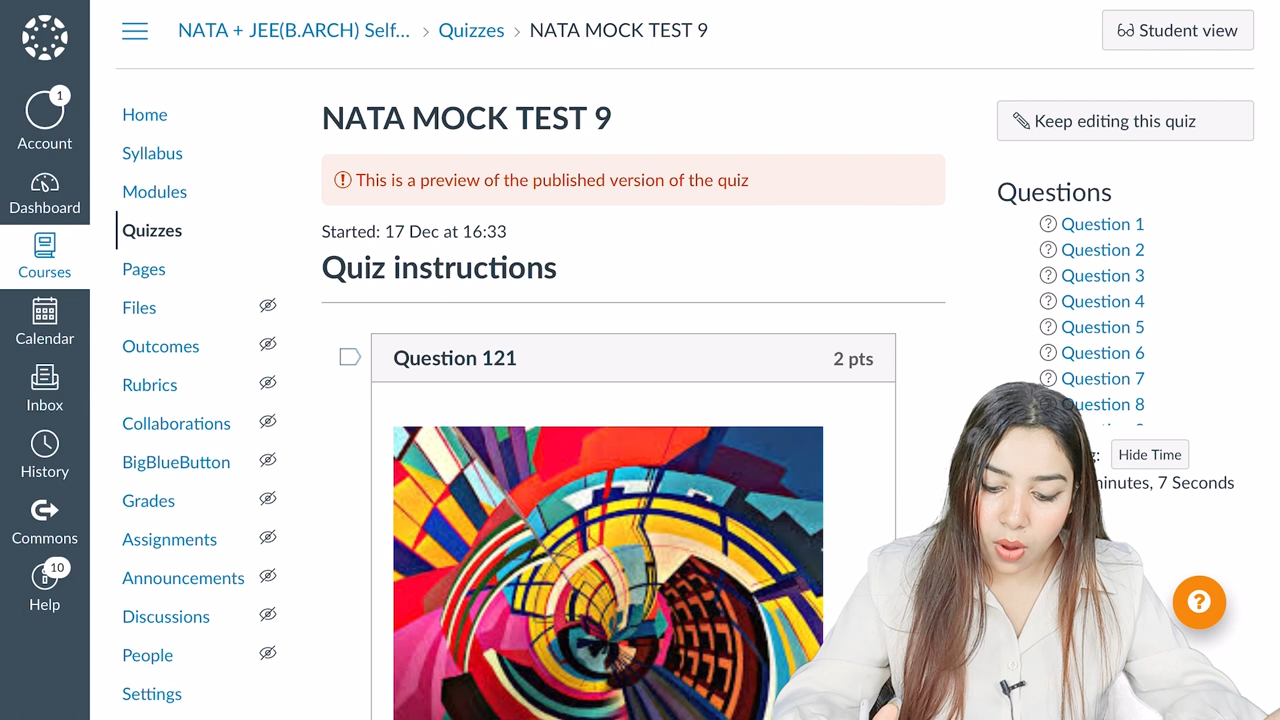 NATA + JEE(B.ARCH) Self... > Quizzes > NATA MOCK TEST 9
Student view
1
Account
Dashboard
Courses
Calendar
Inbox
History
Commons
10
Help
Home
Syllabus
Modules
Quizzes
Pages
Files
Outcomes
Rubrics
Collaborations
BigBlueButton
Grades
Assignments
Announcements
Discussions
People
Settings
NATA MOCK TEST 9
This is a preview of the published version of the quiz
Started: 17 Dec at 16:33
Quiz instructions
Question 121
2 pts
Keep editing this quiz
Questions
Question 1
Question 2
Question 3
Question 4
Question 5
Question 6
Question 7
Question 8
Hide Time
7 Seconds